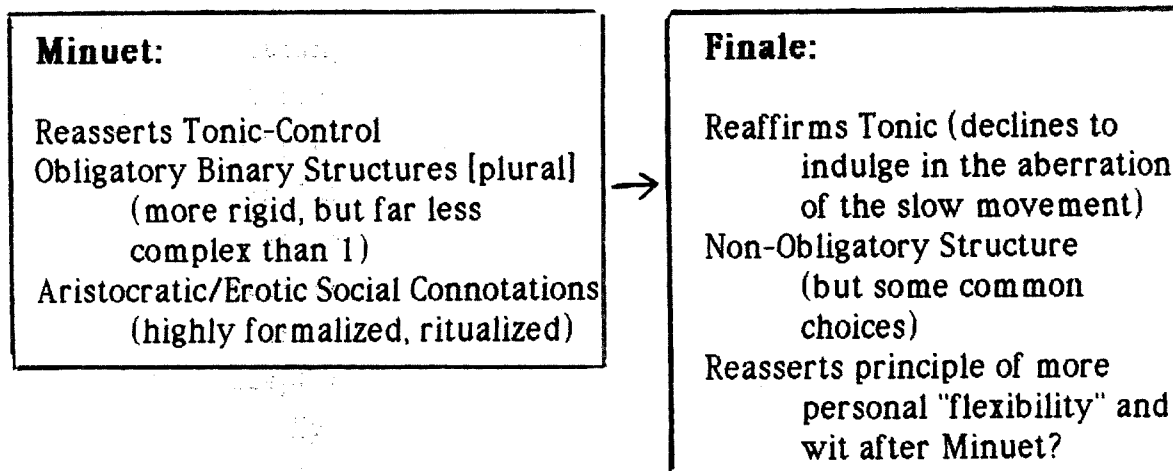 Minuet:
Reasserts Tonic-Control
Obligatory Binary Structures [plural]
(more rigid, but far less
complex than 1)
Aristocratic/Erotic Social Connotations
(highly formalized, ritualized)
→
Finale:
Reaffirms Tonic (declines to
indulge in the aberration
of the slow movement)
Non-Obligatory Structure
(but some common
choices)
Reasserts principle of more
personal "flexibility" and
wit after Minuet?